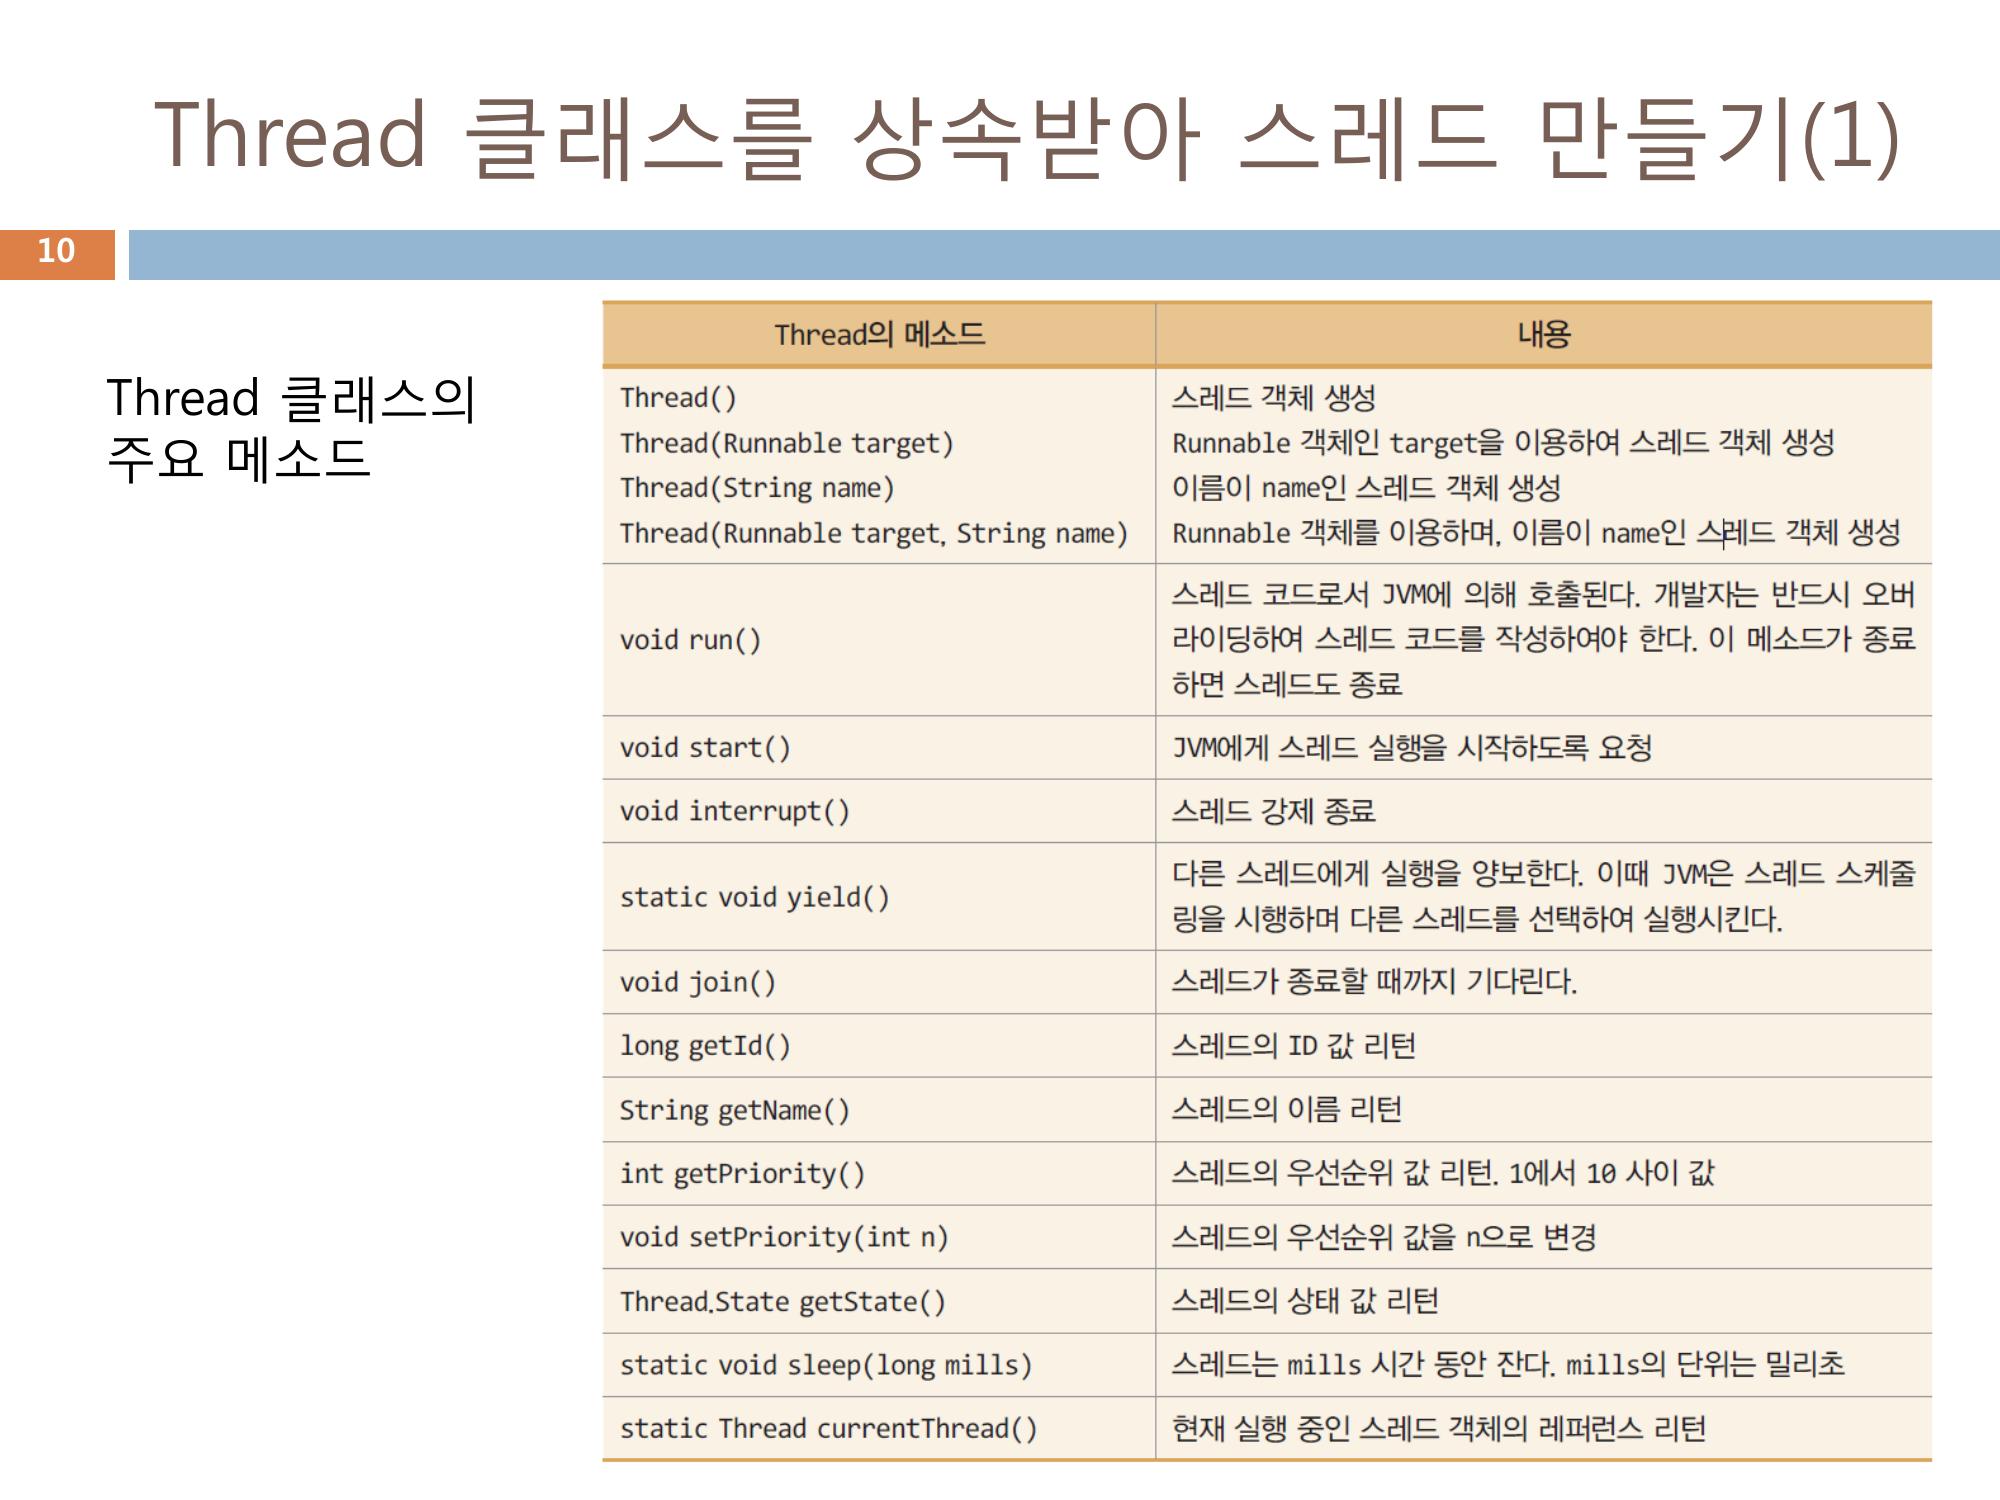 Thread 클래스를 상속받아 스레드 만들기(1)
10
Thread 클래스의
주요 메소드
Thread의 메소드 내용
Thread() 스레드 객체 생성
Thread(Runnable target) Runnable 객체인 target을 이용하여 스레드 객체 생성
Thread(String name) 이름이 name인 스레드 객체 생성
Thread(Runnable target, String name) Runnable 객체를 이용하며, 이름이 name인 스레드 객체 생성
void run() 스레드 코드로서 JVM에 의해 호출된다. 개발자는 반드시 오버
라이딩하여 스레드 코드를 작성하여야 한다. 이 메소드가 종료
하면 스레드도 종료
void start() JVM에게 스레드 실행을 시작하도록 요청
void interrupt() 스레드 강제 종료
static void yield() 다른 스레드에게 실행을 양보한다. 이때 JVM은 스레드 스케줄
링을 시행하며 다른 스레드를 선택하여 실행시킨다.
void join() 스레드가 종료할 때까지 기다린다.
long getId() 스레드의 ID 값 리턴
String getName() 스레드의 이름 리턴
int getPriority() 스레드의 우선순위 값 리턴. 1에서 10 사이 값
void setPriority(int n) 스레드의 우선순위 값을 n으로 변경
Thread.State getState() 스레드의 상태 값 리턴
static void sleep(long mills) 스레드는 mills 시간 동안 잔다. mills의 단위는 밀리초
static Thread currentThread() 현재 실행 중인 스레드 객체의 레퍼런스 리턴